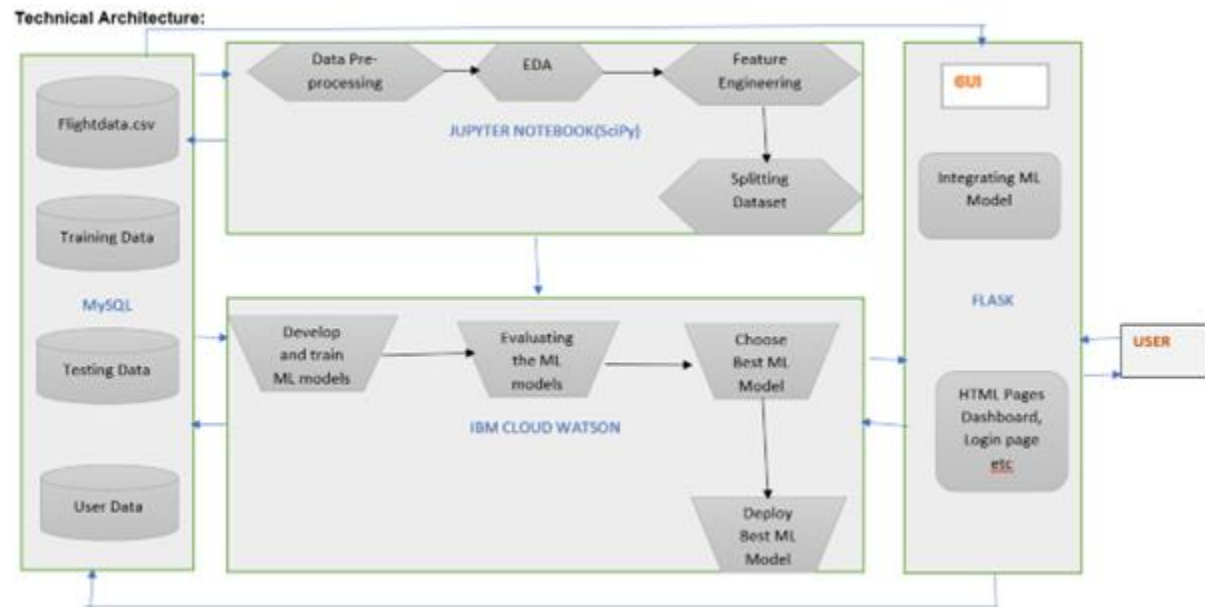 Technical Architecture:
Flightdata.csv
Training Data
MySQL
Testing Data
User Data
Data Pre-
processing
EDA
Feature
Engineering
JUPYTER NOTEBOOK(SciPy)
Splitting
Dataset
Develop
and train
ML models
Evaluating
the ML
models
Choose
Best ML
Model
IBM CLOUD WATSON
Deploy
Best ML
Model
GUI
Integrating ML
Model
FLASK
HTML Pages
Dashboard,
Login page
etc
USER